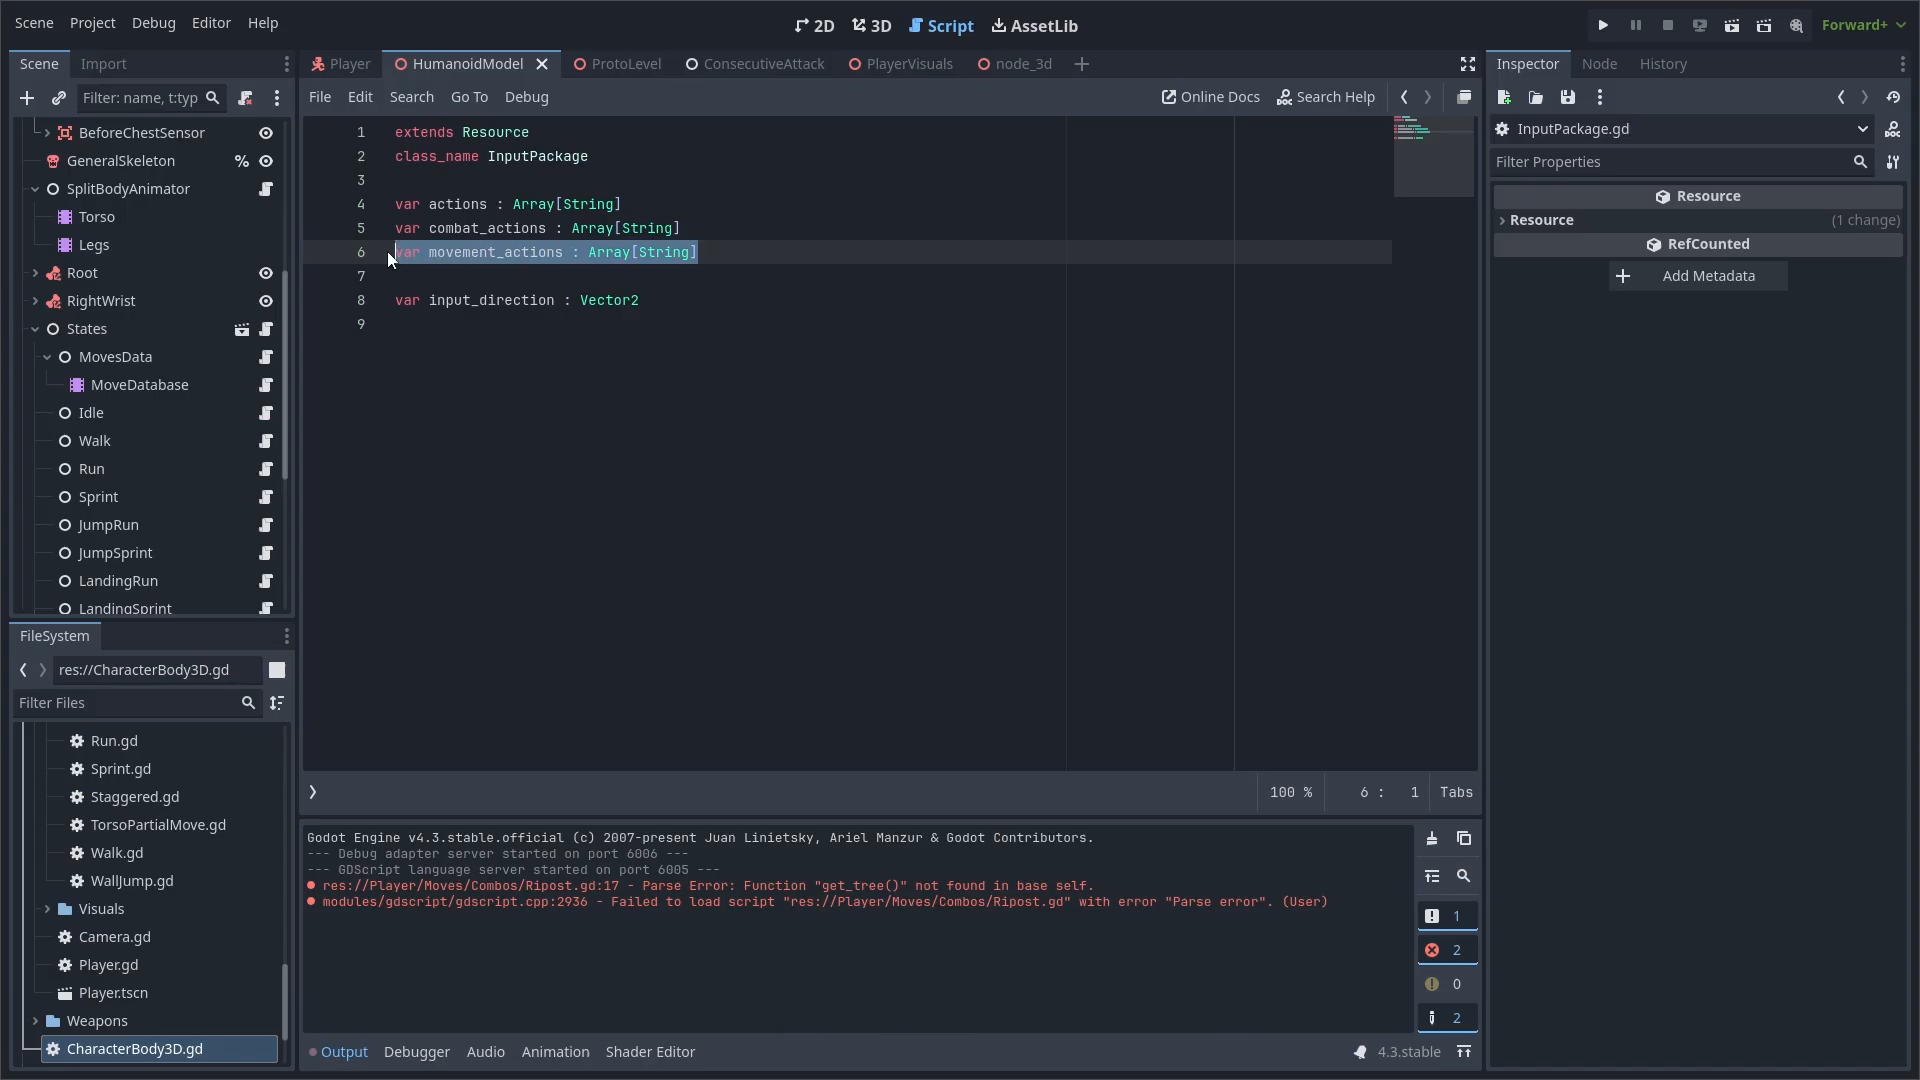 Scene Project Debug Editor Help
2D 3D Script AssetLib
Forward+
Scene Import
Filter: name, t:typ
BeforeChestSensor
GeneralSkeleton
SplitBodyAnimator
Torso
Legs
Root
RightWrist
States
MovesData
MoveDatabase
Idle
Walk
Run
Sprint
JumpRun
JumpSprint
LandingRun
LandingSprint
FileSystem
res://CharacterBody3D.gd
Filter Files
Run.gd
Sprint.gd
Staggered.gd
TorsoPartialMove.gd
Walk.gd
WallJump.gd
Visuals
Camera.gd
Player.gd
Player.tscn
Weapons
CharacterBody3D.gd
Player HumanoidModel ProtoLevel ConsecutiveAttack PlayerVisuals node_3d
File Edit Search Go To Debug Online Docs Search Help
1 extends Resource
2 class_name InputPackage
3
4 var actions : Array[String]
5 var combat_actions : Array[String]
6 var movement_actions : Array[String]
7
8 var input_direction : Vector2
9
100 % 6 : 1 Tabs
Godot Engine v4.3.stable.official (c) 2007-present Juan Linietsky, Ariel Manzur & Godot Contributors.
--- Debug adapter server started on port 6006 ---
--- GDScript language server started on port 6005 ---
res://Player/Moves/Combos/Ripost.gd:17 - Parse Error: Function "get_tree()" not found in base self.
modules/gdscript/gdscript.cpp:2936 - Failed to load script "res://Player/Moves/Combos/Ripost.gd" with error "Parse error". (User)
1
2
0
2
Output Debugger Audio Animation Shader Editor 4.3.stable
Inspector Node History
InputPackage.gd
Filter Properties
Resource
Resource (1 change)
RefCounted
Add Metadata